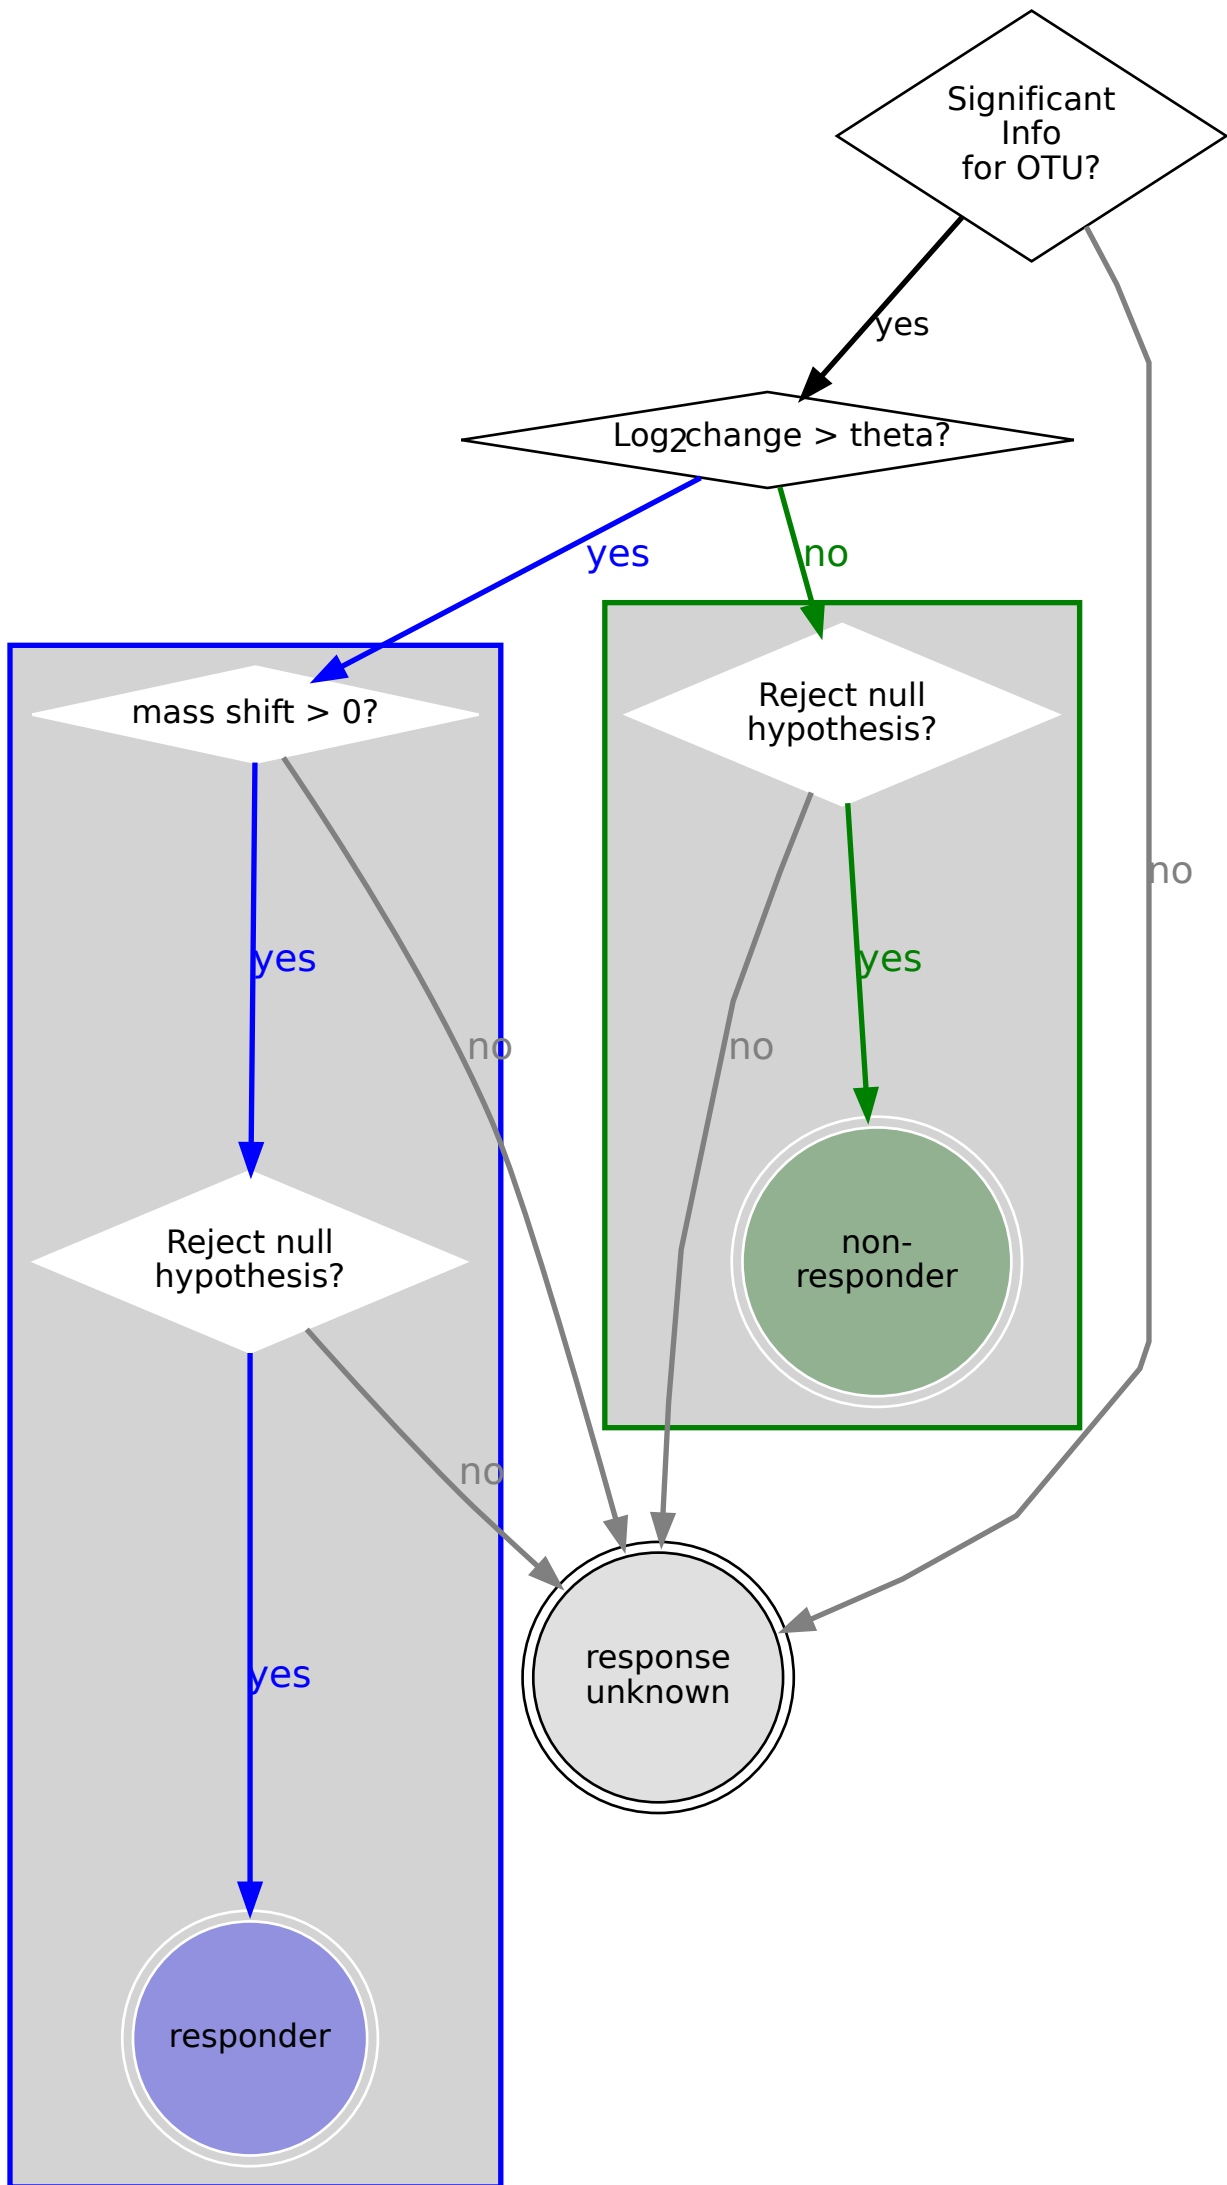 Significant
Info
for OTU?
yes
Log2change > theta?
yes
no
mass shift > 0?
Reject null
hypothesis?
no
yes
yes
no
no
Reject null
hypothesis?
non-
responder
no
yes
response
unknown
responder